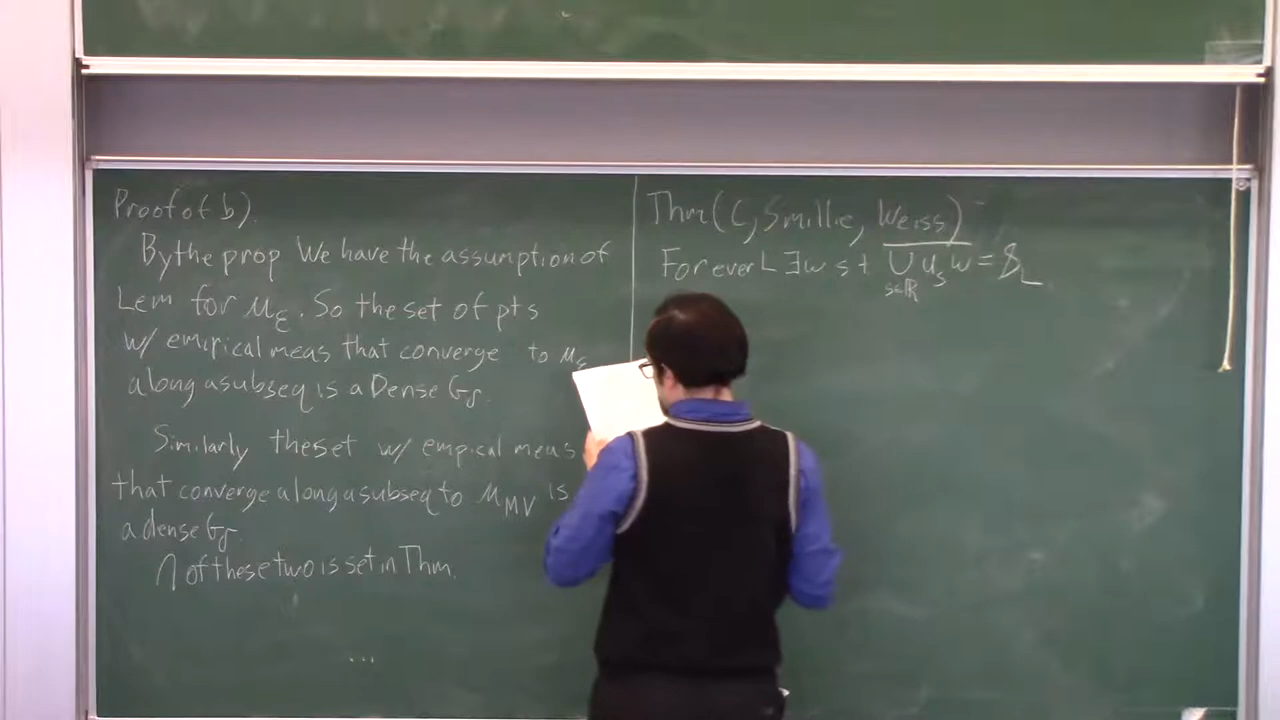 Proof of b).
By the prop We have the assumption of
Lem for μ_ε. So the set of pts
w/ empirical meas that converge to μ_ε
along a subseq is a Dense G_δ.
Similarly the set w/ empical meas
that converge along a subseq to μ_MV is
a dense G_δ.
∩ of these two is set in Thm.
...
Thm (C, Smillie, Weiss)
For ever L ∃ w st \overline{⋃_{s∈ℝ} u_s w} =